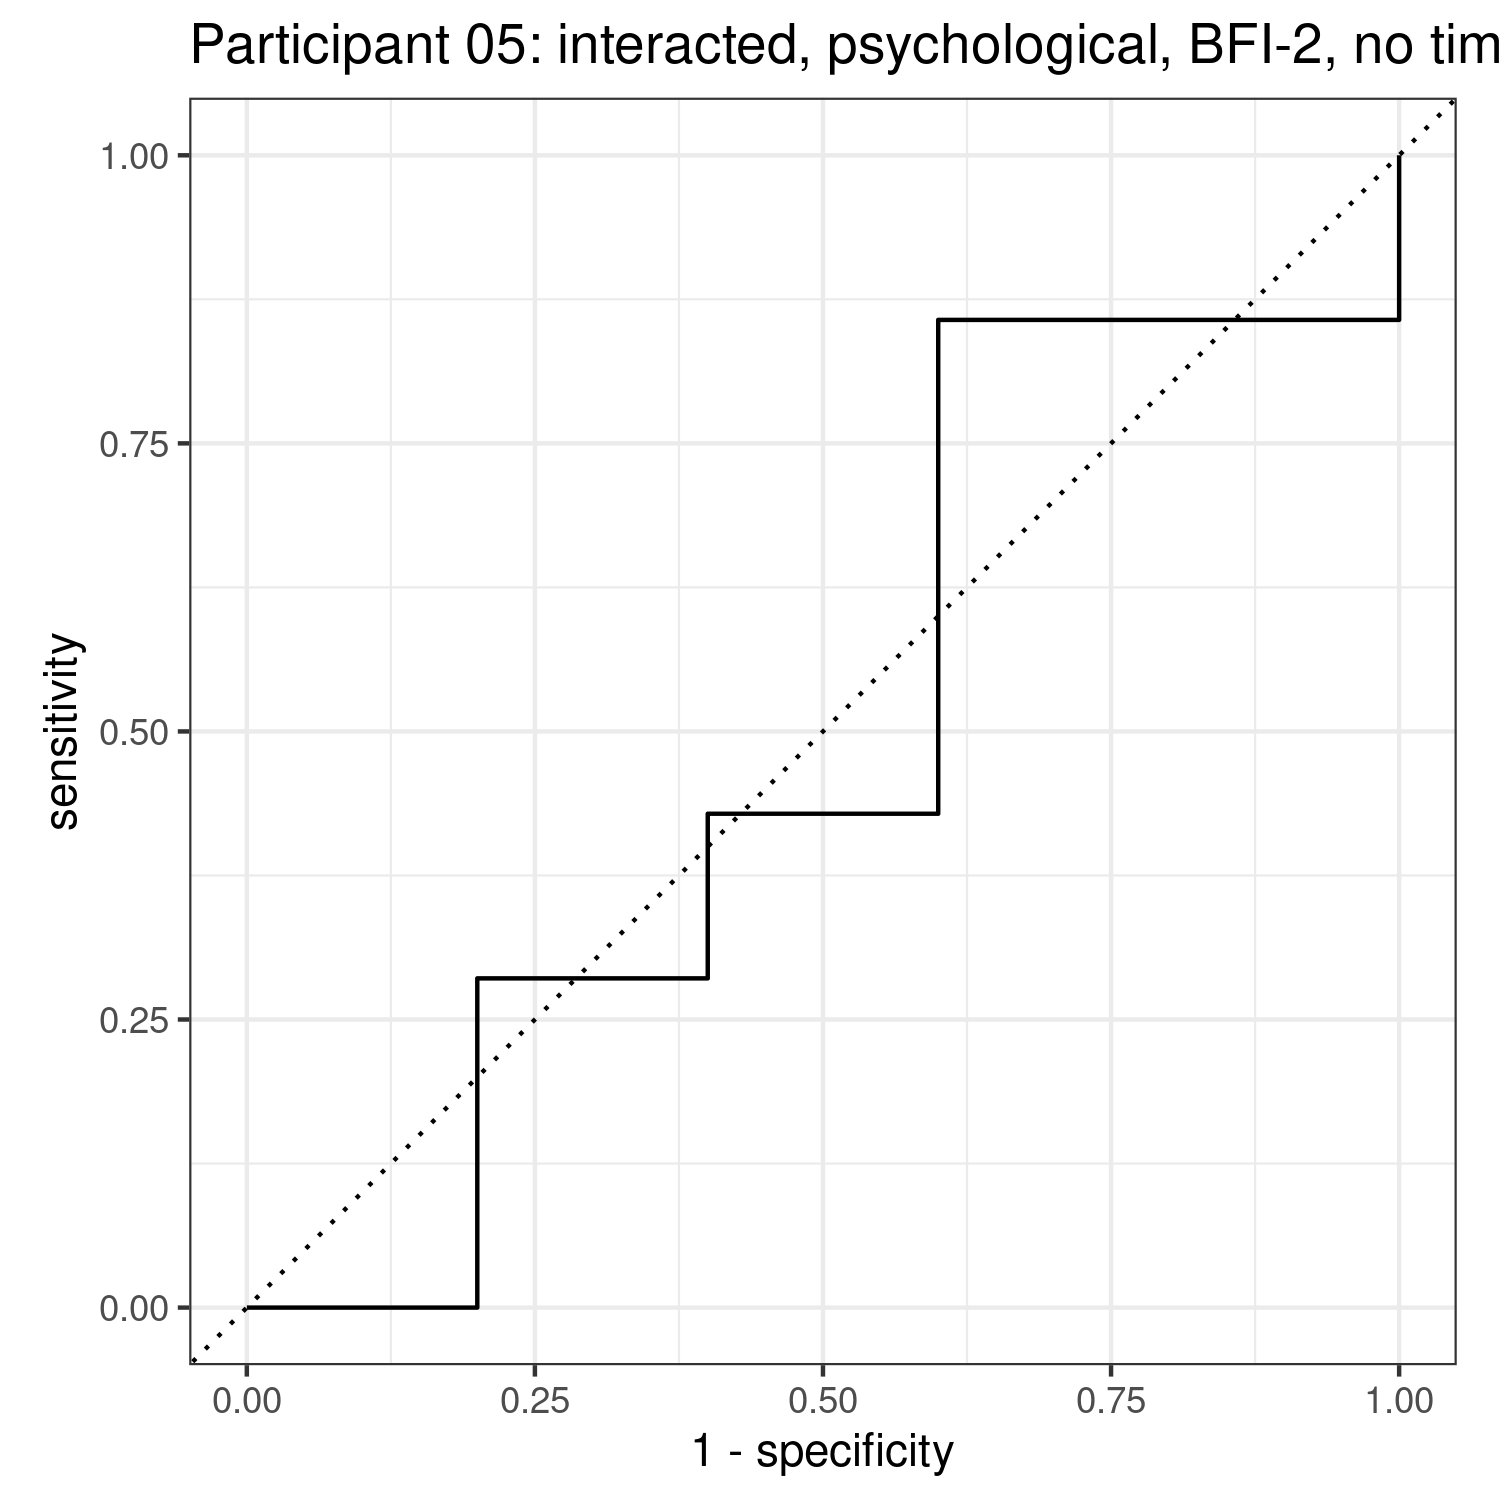 Participant 05: interacted, psychological, BFI-2, no tim
1.00
0.75
0.50
0.25
0.00
sensitivity
0.00 0.25 0.50 0.75 1.00
1 - specificity